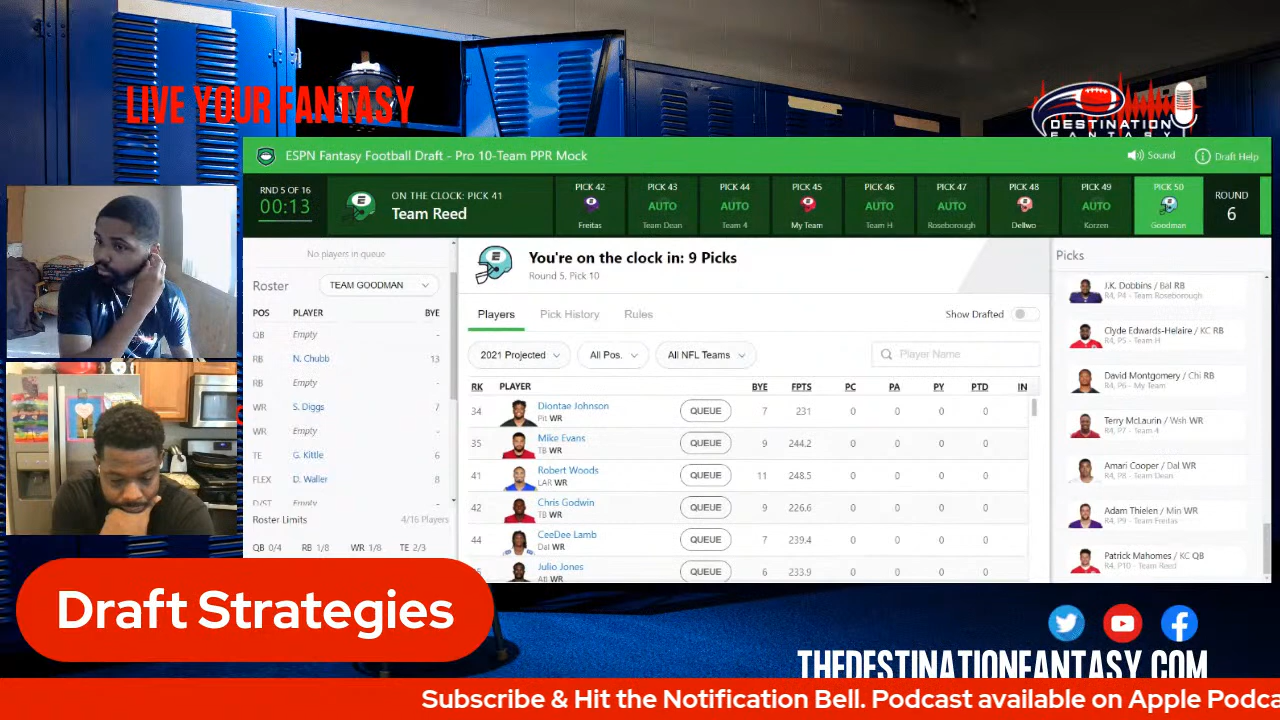 LIVE YOUR FANTASY
DESTINATION
FANTASY
ESPN Fantasy Football Draft - Pro 10-Team PPR Mock
Sound
Draft Help
RND 5 OF 16
00:13
ON THE CLOCK: PICK 41
Team Reed
PICK 42
Freitas
PICK 43
AUTO
Team Dean
PICK 44
AUTO
Team 4
PICK 45
My Team
PICK 46
AUTO
Team H
PICK 47
AUTO
Roseborough
PICK 48
Dellwo
PICK 49
AUTO
Korzen
PICK 50
Goodman
ROUND
6
No players in queue
Roster
TEAM GOODMAN
POS PLAYER BYE
QB Empty -
RB N. Chubb 13
RB Empty -
WR S. Diggs 7
WR Empty -
TE G. Kittle 6
FLEX D. Waller 8
D/ST Empty -
Roster Limits 4/16 Players
QB 0/4 RB 1/8 WR 1/8 TE 2/3
You're on the clock in: 9 Picks
Round 5, Pick 10
Players Pick History Rules
Show Drafted
2021 Projected All Pos. All NFL Teams
Player Name
RK PLAYER BYE FPTS PC PA PY PTD IN
34 Diontae Johnson QUEUE 7 231 0 0 0 0
Pit WR
35 Mike Evans QUEUE 9 244.2 0 0 0 0
TB WR
41 Robert Woods QUEUE 11 248.5 0 0 0 0
LAR WR
42 Chris Godwin QUEUE 9 226.6 0 0 0 0
TB WR
44 CeeDee Lamb QUEUE 7 239.4 0 0 0 0
Dal WR
Julio Jones QUEUE 6 233.9 0 0 0 0
Atl WR
Picks
J.K. Dobbins / Bal RB
R4, P4 - Team Roseborough
Clyde Edwards-Helaire / KC RB
R4, P5 - Team H
David Montgomery / Chi RB
R4, P6 - My Team
Terry McLaurin / Wsh WR
R4, P7 - Team 4
Amari Cooper / Dal WR
R4, P8 - Team Dean
Adam Thielen / Min WR
R4, P9 - Team Freitas
Patrick Mahomes / KC QB
R4, P10 - Team Reed
Draft Strategies
THEDESTINATIONFANTASY.COM
Subscribe & Hit the Notification Bell. Podcast available on Apple Podca